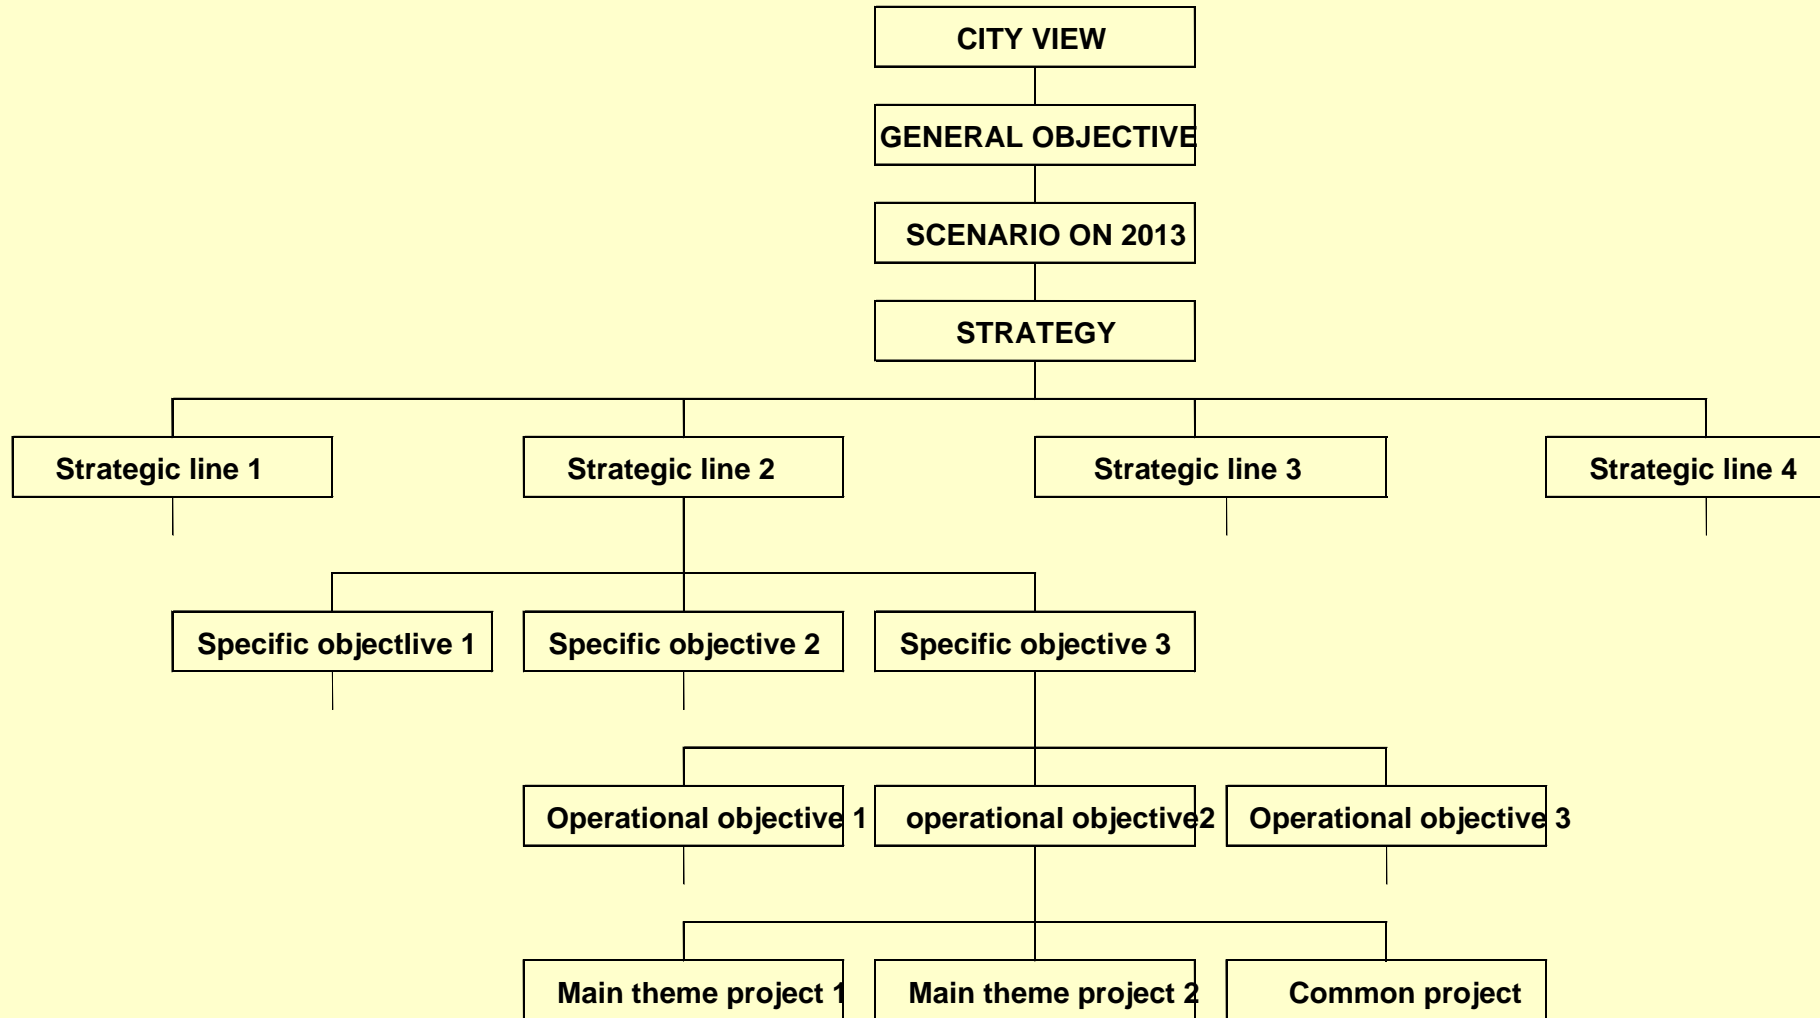 CITY VIEW
GENERAL OBJECTIVE
SCENARIO ON 2013
STRATEGY
Strategic line 1
Strategic line 2
Strategic line 3
Strategic line 4
Specific objectlive 1
Specific objective 2
Specific objective 3
Operational objective 1
operational objective2
Operational objective 3
Main theme project 1
Main theme project 2
Common project